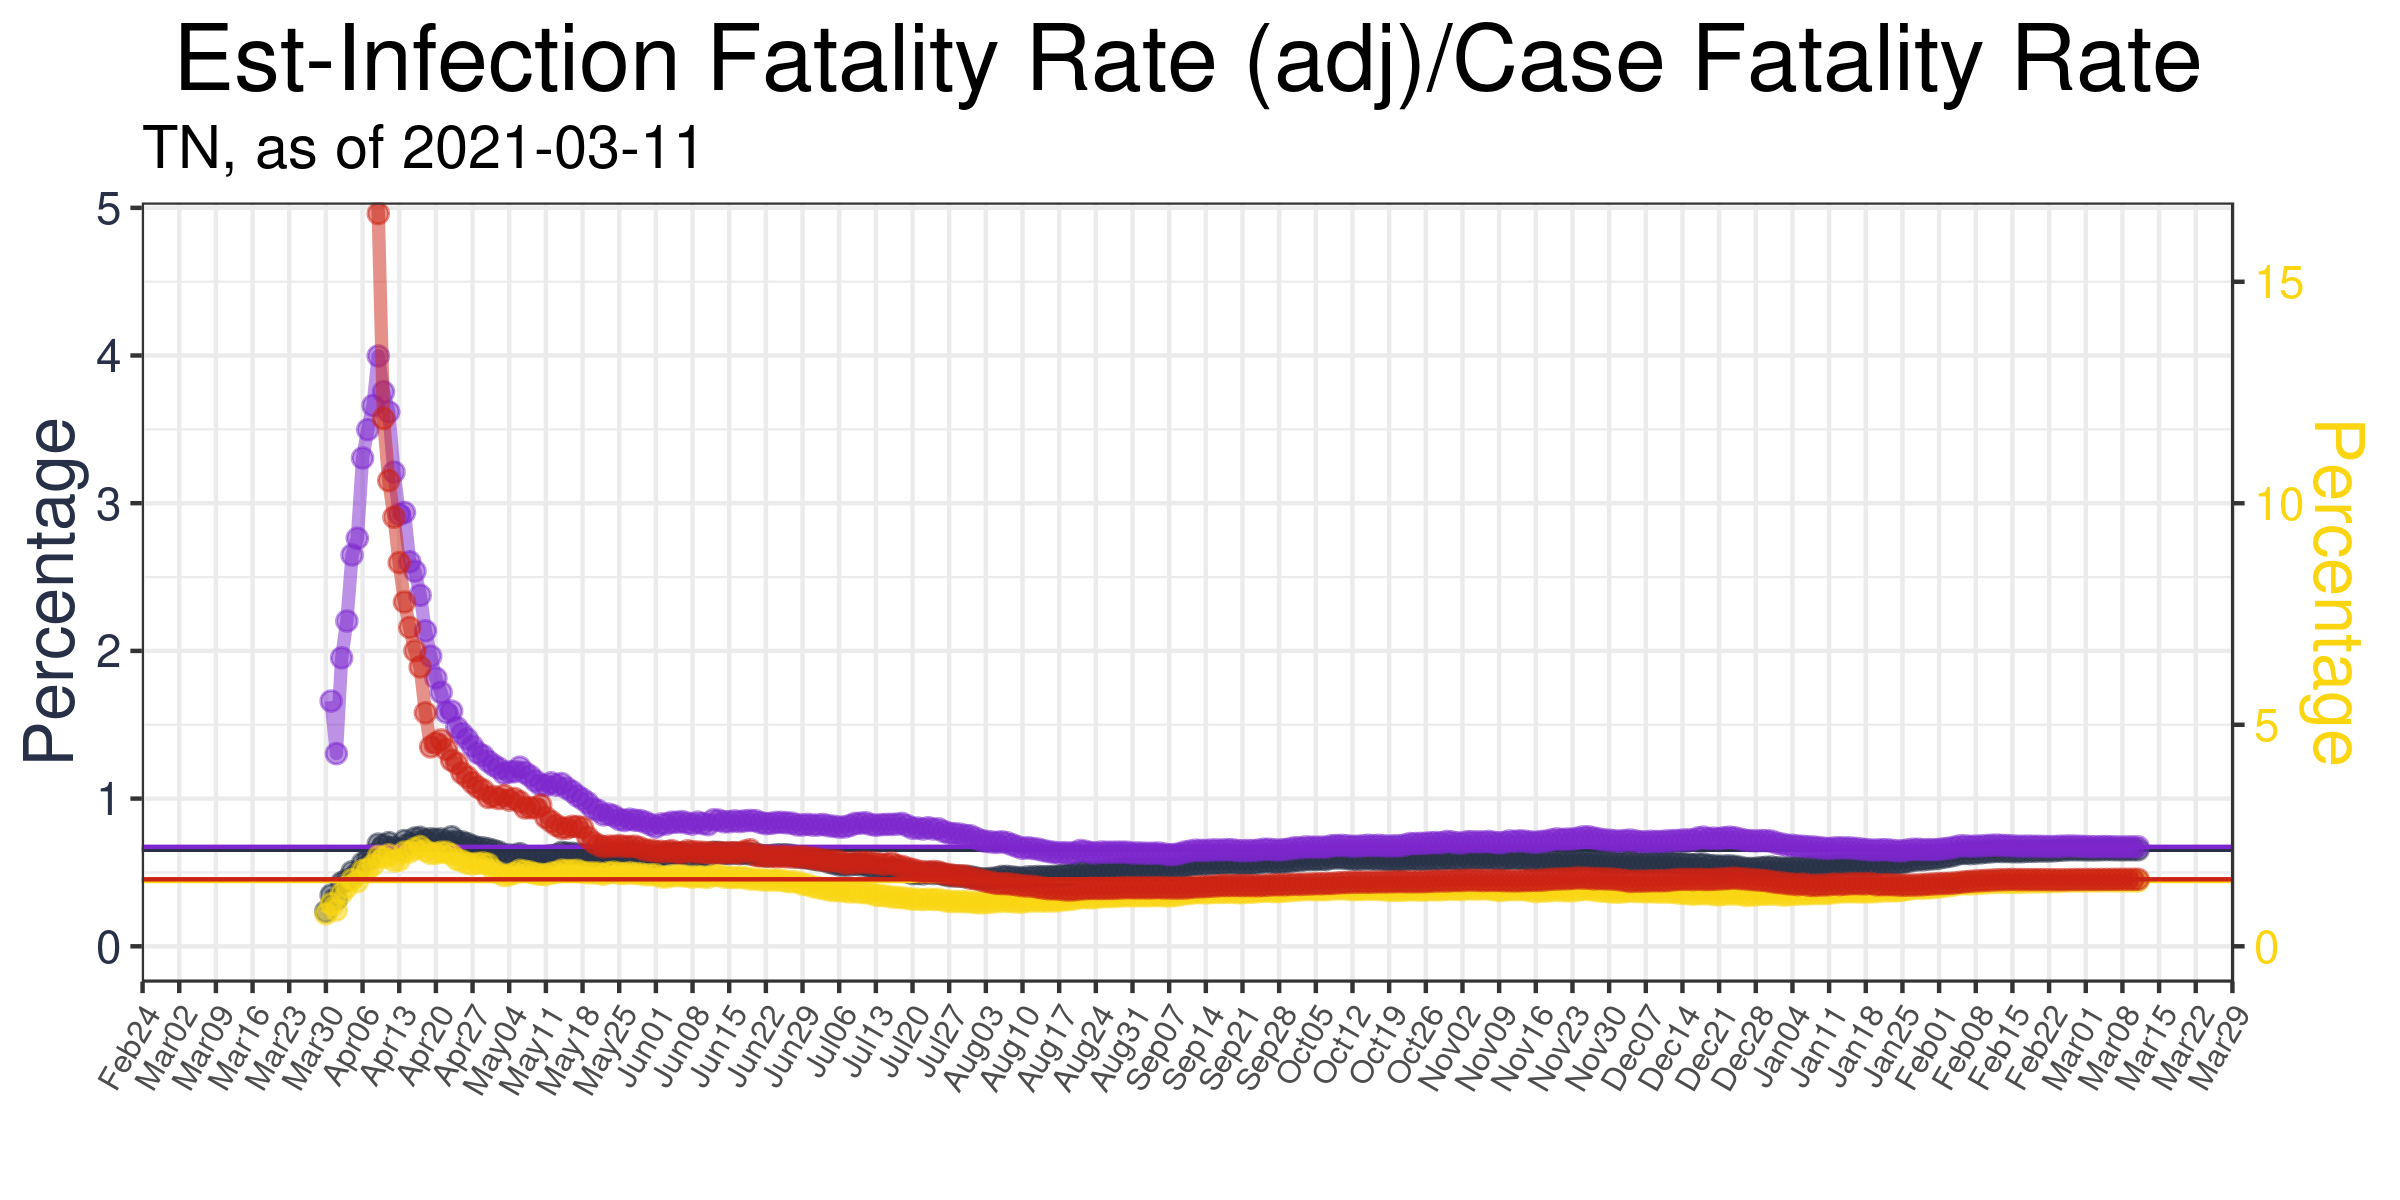 Est-Infection Fatality Rate (adj)/Case Fatality Rate
TN, as of 2021-03-11
Percentage
5
4
3
2
1
0
15
10
5
0
Percentage
Feb24
Mar02
Mar09
Mar16
Mar23
Mar30
Apr06
Apr13
Apr20
Apr27
May04
May11
May18
May25
Jun01
Jun08
Jun15
Jun22
Jun29
Jul06
Jul13
Jul20
Jul27
Aug03
Aug10
Aug17
Aug24
Aug31
Sep07
Sep14
Sep21
Sep28
Oct05
Oct12
Oct19
Oct26
Nov02
Nov09
Nov16
Nov23
Nov30
Dec07
Dec14
Dec21
Dec28
Jan04
Jan11
Jan18
Jan25
Feb01
Feb08
Feb15
Feb22
Mar01
Mar08
Mar15
Mar22
Mar29